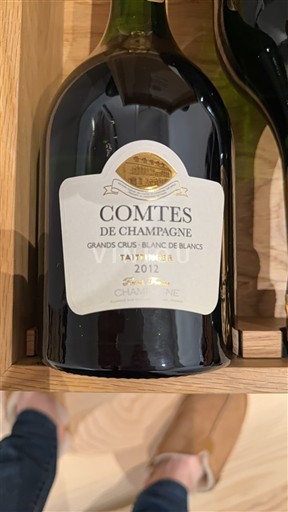 COMTES
DE CHAMPAGNE
GRANDS CRUS · BLANC DE BLANCS
TAITTINGER
2012
CHAMPAGNE